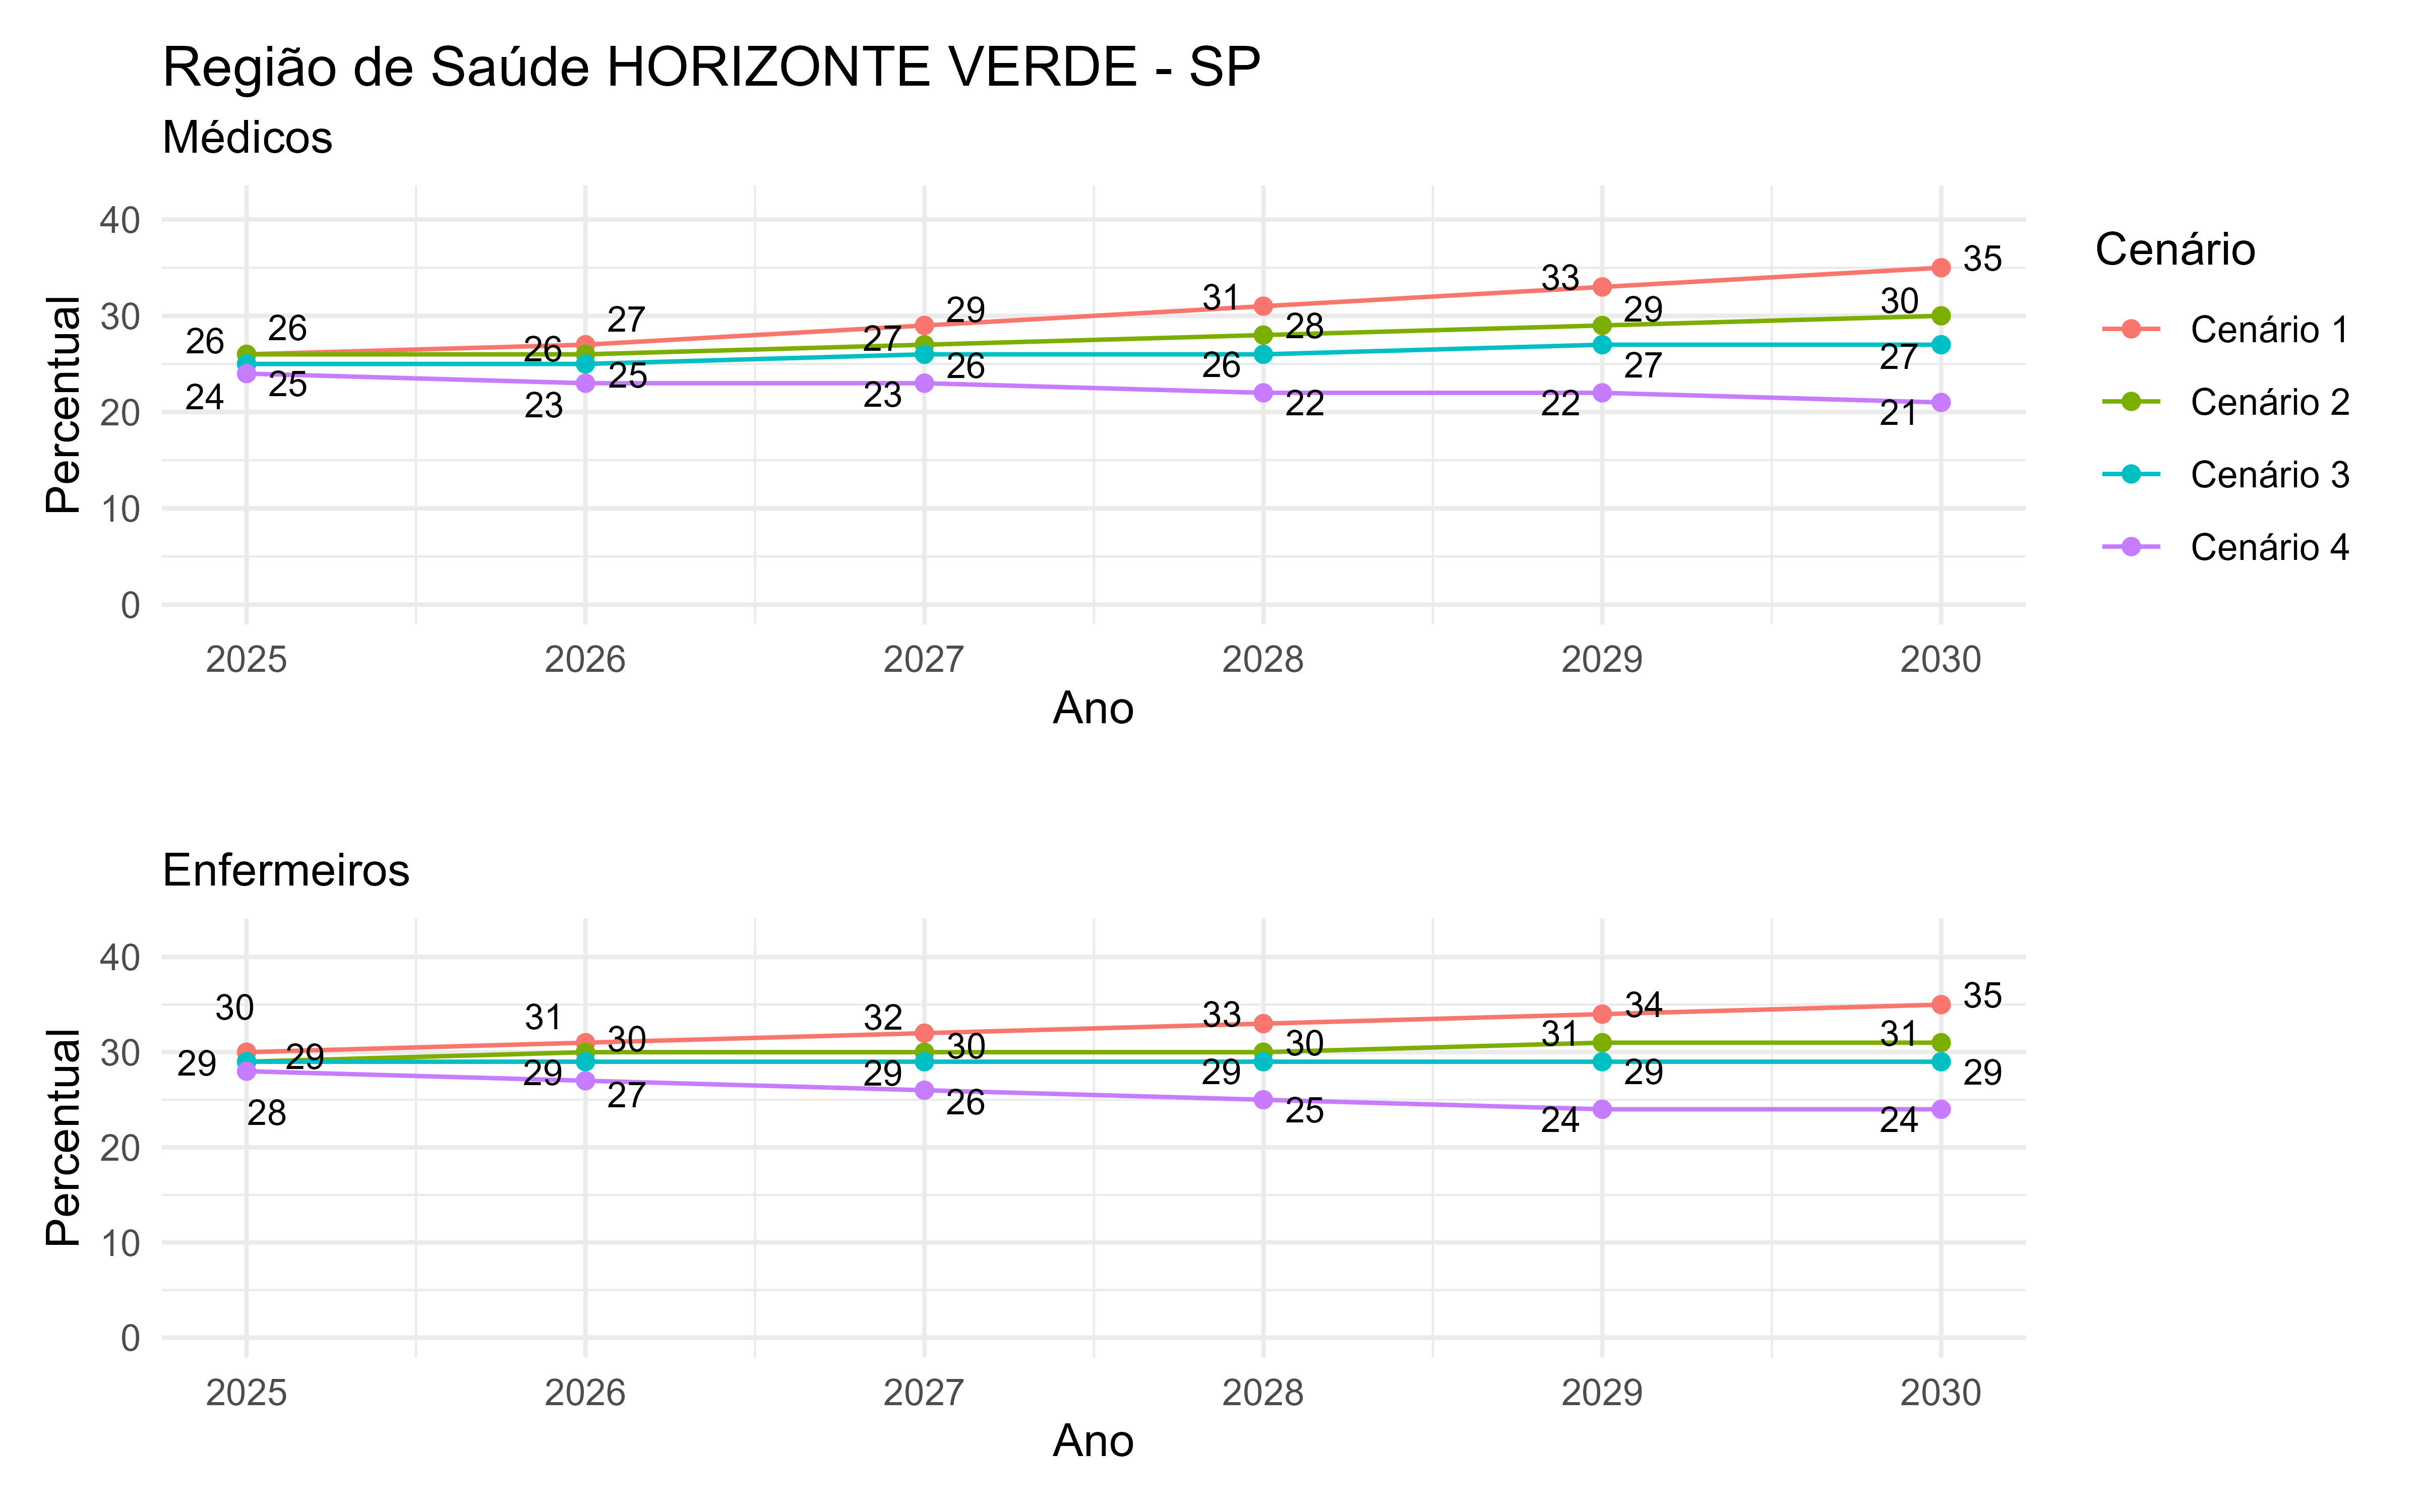 Região de Saúde HORIZONTE VERDE - SP
Médicos
Percentual
40
30
20
10
0
26 26 24 25
27 26 25 23
29 27 26 23
31 28 26 22
33 29 27 22
35 30 27 21
2025 2026 2027 2028 2029 2030
Ano
Cenário
Cenário 1
Cenário 2
Cenário 3
Cenário 4
Enfermeiros
Percentual
40
30
20
10
0
30 29 29 28
31 30 29 27
32 30 29 26
33 30 29 25
34 31 29 24
35 31 29 24
2025 2026 2027 2028 2029 2030
Ano